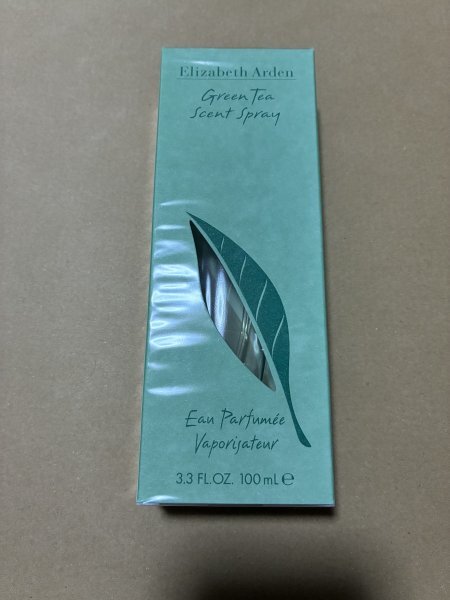 Elizabeth Arden
Green Tea
Scent Spray
Eau Parfumée
Vaporisateur
3.3 FL.OZ. 100 mL ℮